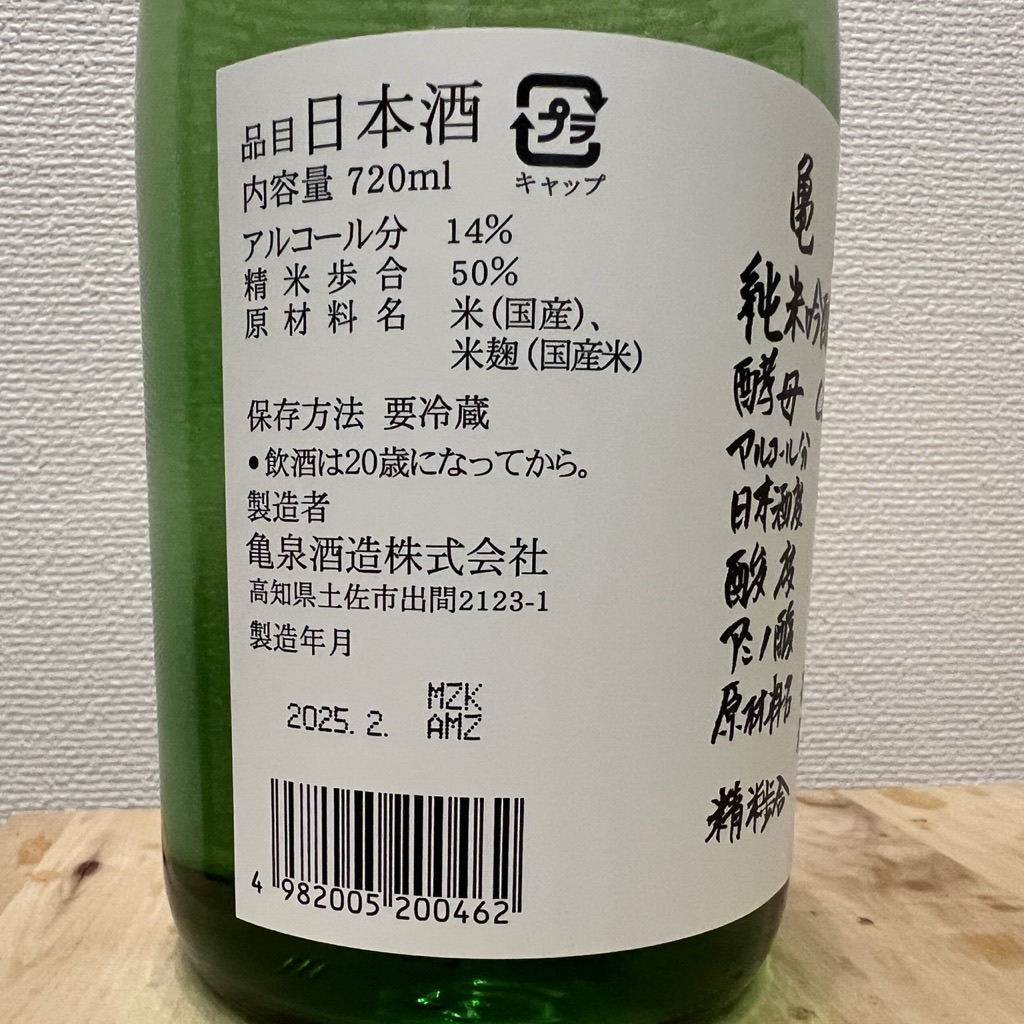 品目 日本酒
プラ
キャップ
内容量 720ml
アルコール分 14%
精米歩合 50%
原材料名 米(国産)、
米麹(国産米)
保存方法 要冷蔵
•飲酒は20歳になってから。
製造者
亀泉酒造株式会社
高知県土佐市出間2123-1
製造年月
2025. 2. MZK
AMZ
4 982005 200462
亀
純米吟
酵母 C
アルコール分
日本酒度
酸度
アミノ酸
原材料名
精米歩合